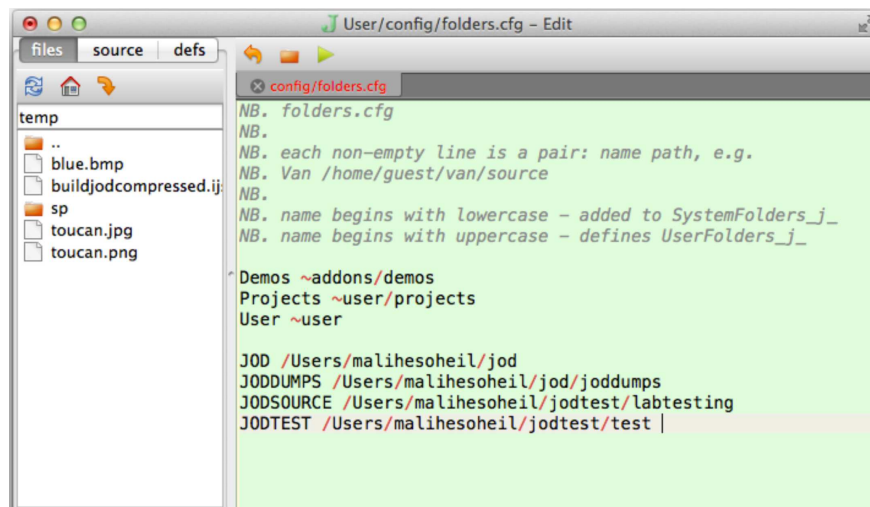 User/config/folders.cfg – Edit
files source defs
config/folders.cfg
temp
..
blue.bmp
buildjodcompressed.ij
sp
toucan.jpg
toucan.png
NB. folders.cfg
NB.
NB. each non-empty line is a pair: name path, e.g.
NB. Van /home/guest/van/source
NB.
NB. name begins with lowercase – added to SystemFolders_j_
NB. name begins with uppercase – defines UserFolders_j_
Demos ~addons/demos
Projects ~user/projects
User ~user
JOD /Users/malihesoheil/jod
JODDUMPS /Users/malihesoheil/jod/joddumps
JODSOURCE /Users/malihesoheil/jodtest/labtesting
JODTEST /Users/malihesoheil/jodtest/test